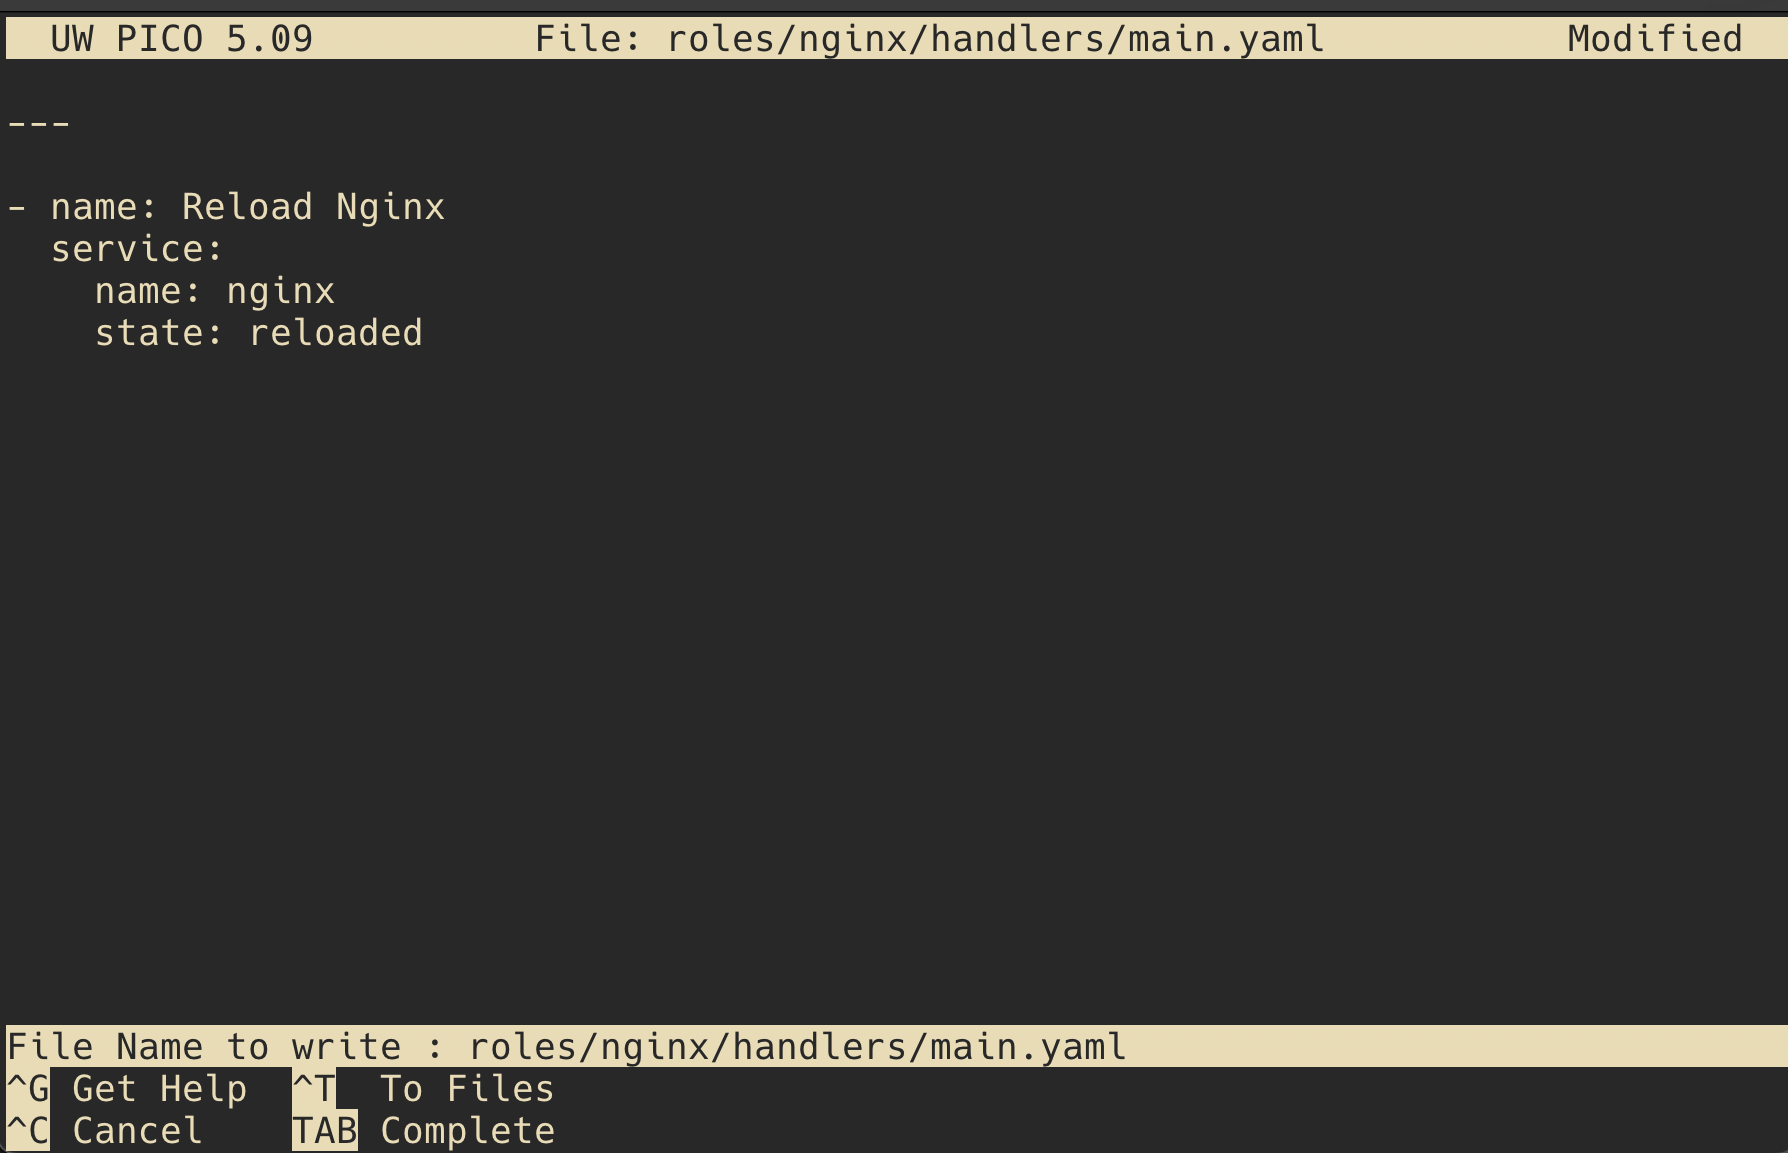 UW PICO 5.09 File: roles/nginx/handlers/main.yaml Modified
---
- name: Reload Nginx
  service:
    name: nginx
    state: reloaded
File Name to write : roles/nginx/handlers/main.yaml
^G Get Help ^T To Files
^C Cancel TAB Complete